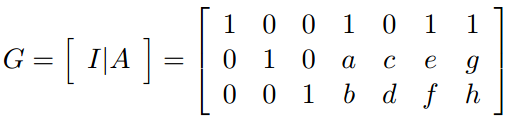 1 0 0 1 0 1 1
G = [ I|A ] = 0 1 0 a c e g
0 0 1 b d f h